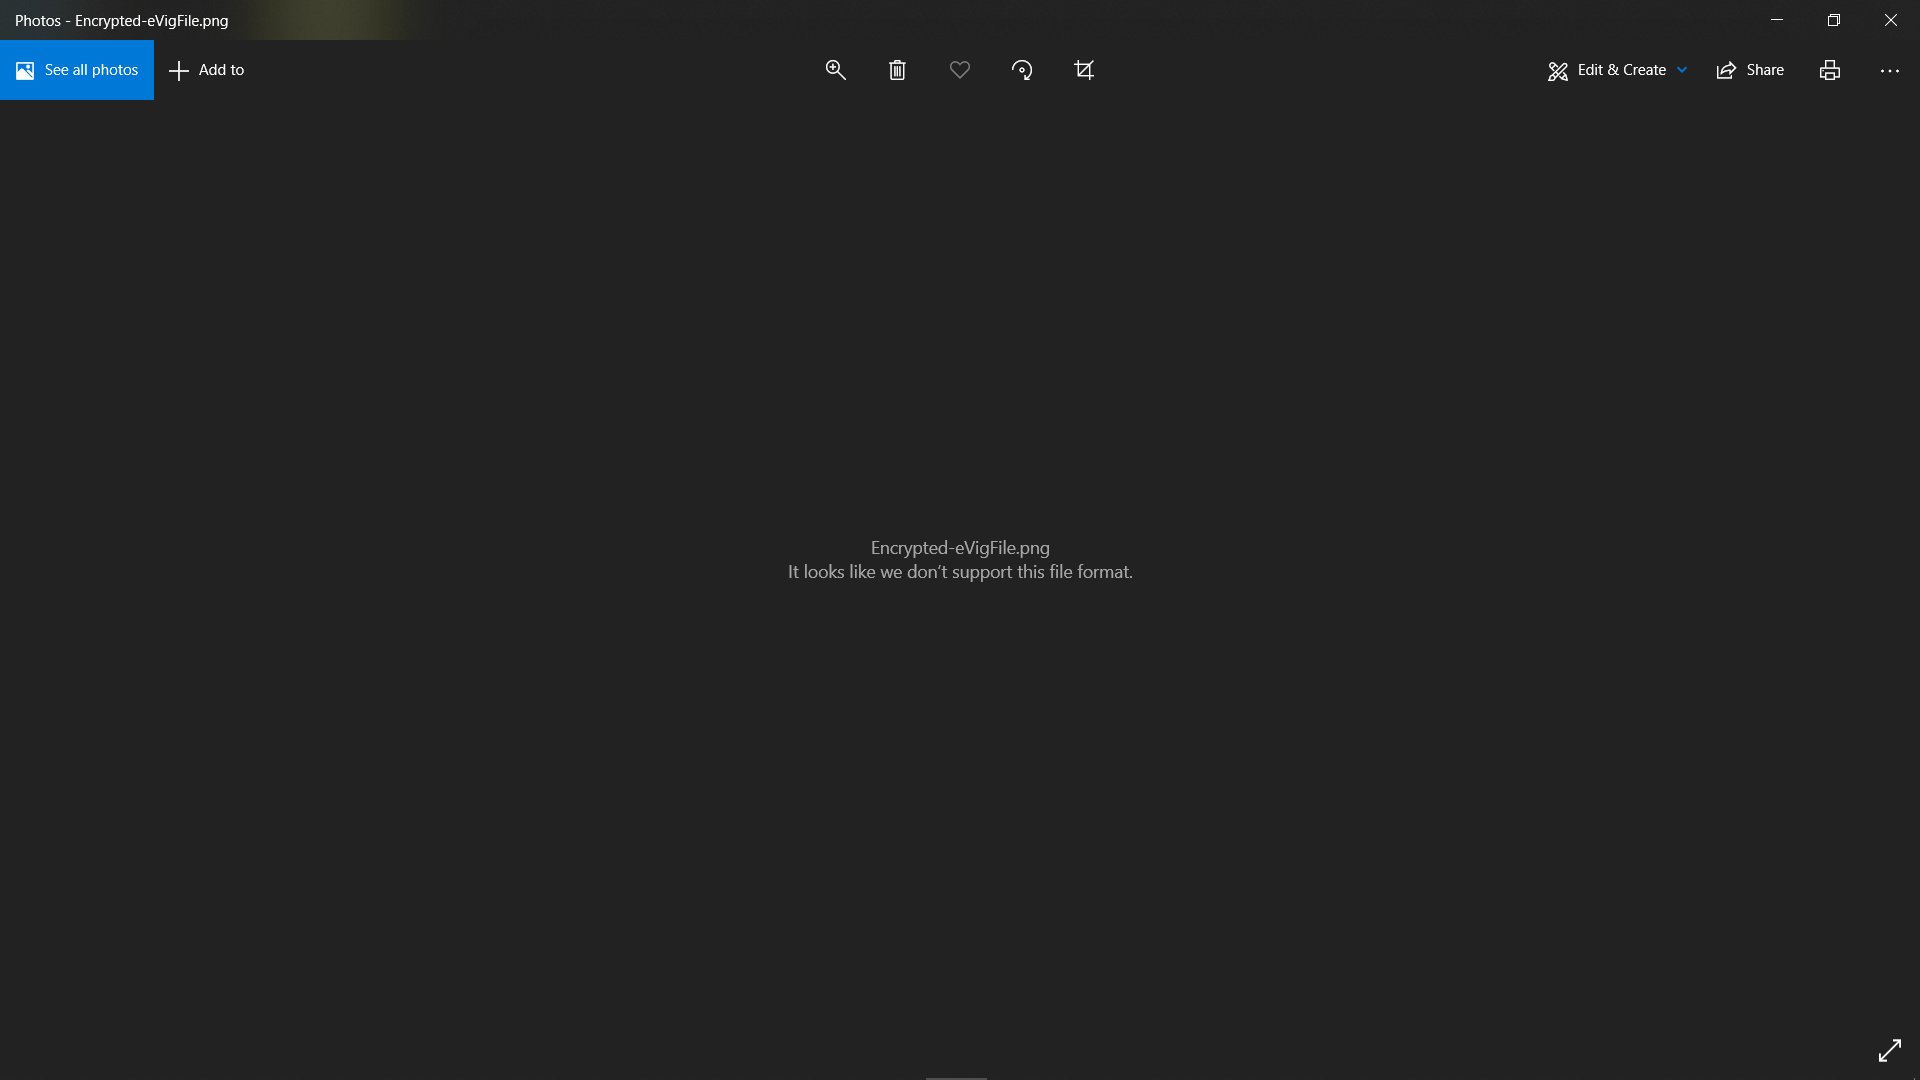 Photos - Encrypted-eVigFile.png
See all photos
Add to
Edit & Create
Share
Encrypted-eVigFile.png
It looks like we don't support this file format.